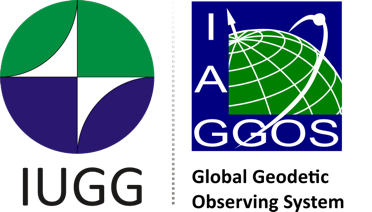 IUGG
I
A
GGOS
Global Geodetic
Observing System